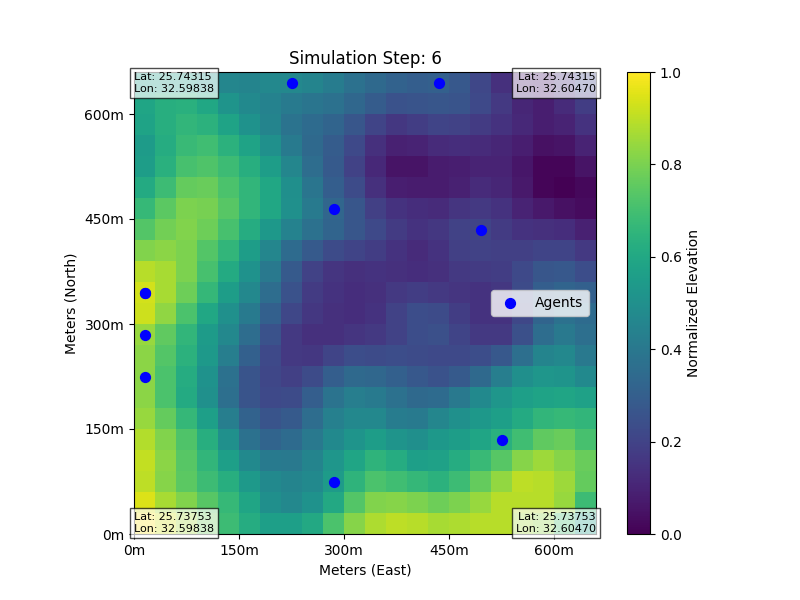 Simulation Step: 6
Lat: 25.74315
Lon: 32.59838
Lat: 25.74315
Lon: 32.60470
1.0
0.8
0.6
0.4
0.2
0.0
Normalized Elevation
600m
450m
300m
150m
0m
Meters (North)
Agents
Lat: 25.73753
Lon: 32.59838
Lat: 25.73753
Lon: 32.60470
0m
150m
300m
450m
600m
Meters (East)